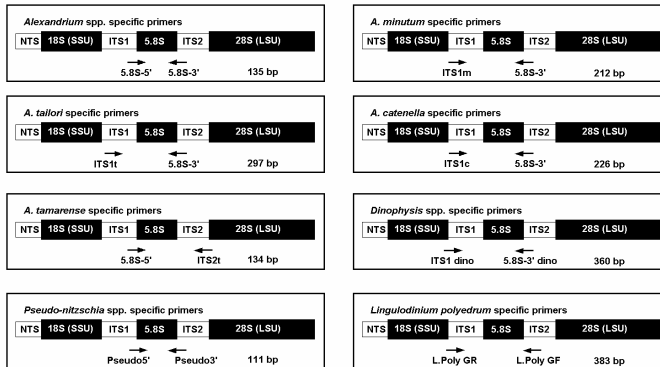 Alexandrium spp. specific primers
NTS 18S (SSU) ITS1 5.8S ITS2 28S (LSU)
5.8S-5' 5.8S-3' 135 bp
A. minutum specific primers
NTS 18S (SSU) ITS1 5.8S ITS2 28S (LSU)
ITS1m 5.8S-3' 212 bp
A. tailori specific primers
NTS 18S (SSU) ITS1 5.8S ITS2 28S (LSU)
ITS1t 5.8S-3' 297 bp
A. catenella specific primers
NTS 18S (SSU) ITS1 5.8S ITS2 28S (LSU)
ITS1c 5.8S-3' 226 bp
A. tamarense specific primers
NTS 18S (SSU) ITS1 5.8S ITS2 28S (LSU)
5.8S-5' ITS2t 134 bp
Dinophysis spp. specific primers
NTS 18S (SSU) ITS1 5.8S ITS2 28S (LSU)
ITS1 dino 5.8S-3' dino 360 bp
Pseudo-nitzschia spp. specific primers
NTS 18S (SSU) ITS1 5.8S ITS2 28S (LSU)
Pseudo5' Pseudo3' 111 bp
Lingulodinium polyedrum specific primers
NTS 18S (SSU) ITS1 5.8S ITS2 28S (LSU)
L.Poly GR L.Poly GF 383 bp